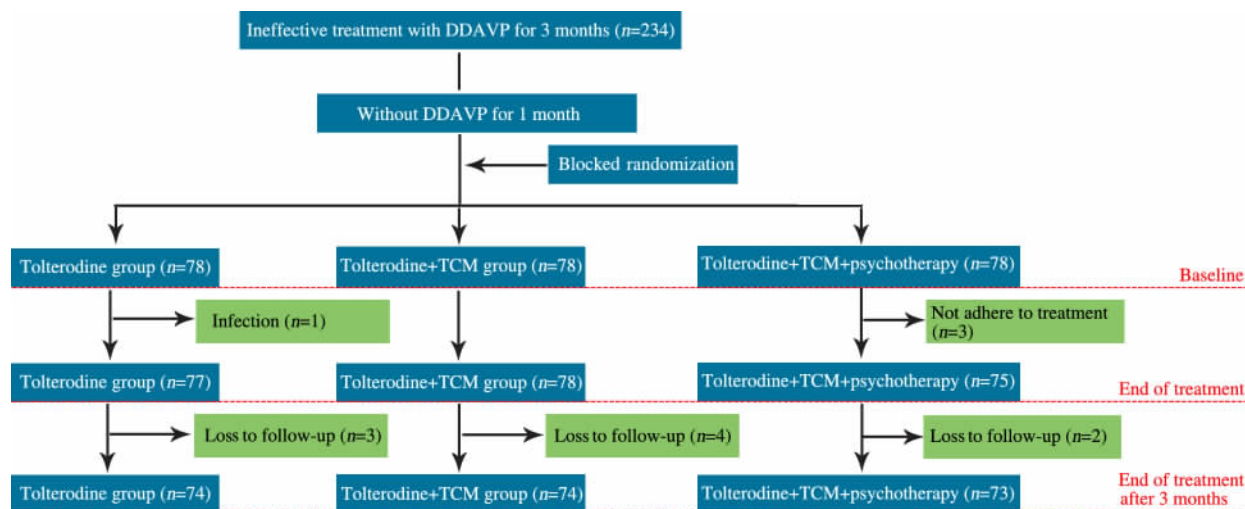 Ineffective treatment with DDAVP for 3 months (n=234)
Without DDAVP for 1 month
Blocked randomization
Tolterodine group (n=78)
Tolterodine+TCM group (n=78)
Tolterodine+TCM+psychotherapy (n=78)
Baseline
Infection (n=1)
Not adhere to treatment
(n=3)
Tolterodine group (n=77)
Tolterodine+TCM group (n=78)
Tolterodine+TCM+psychotherapy (n=75)
End of treatment
Loss to follow-up (n=3)
Loss to follow-up (n=4)
Loss to follow-up (n=2)
Tolterodine group (n=74)
Tolterodine+TCM group (n=74)
Tolterodine+TCM+psychotherapy (n=73)
End of treatment
after 3 months